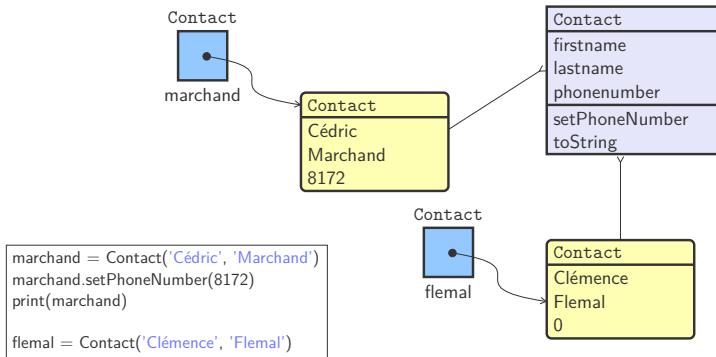 Contact
marchand
Contact
Cédric
Marchand
8172
Contact
firstname
lastname
phonenumber
setPhoneNumber
toString
Contact
flemal
Contact
Clémence
Flemal
0
marchand = Contact('Cédric', 'Marchand')
marchand.setPhoneNumber(8172)
print(marchand)
flemal = Contact('Clémence', 'Flemal')